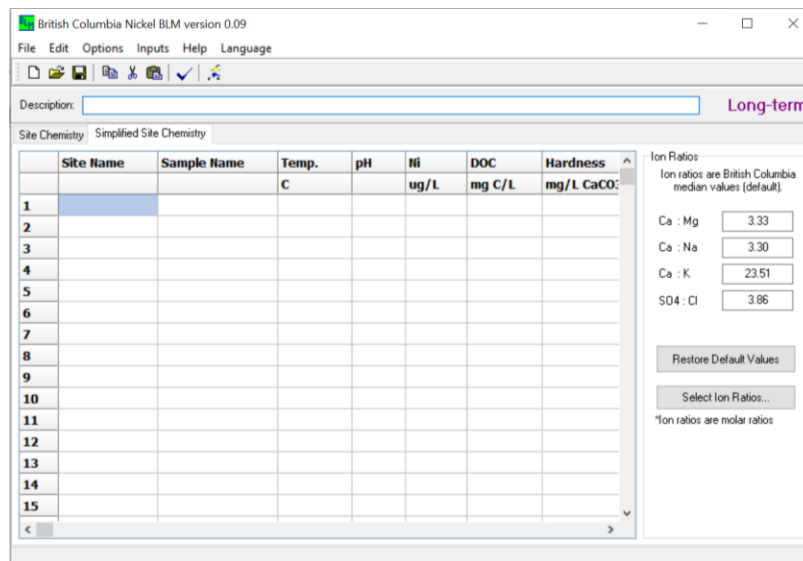 British Columbia Nickel BLM version 0.09
File Edit Options Inputs Help Language
Description: Long-term
Site Chemistry Simplified Site Chemistry
Site Name Sample Name Temp. pH Ni DOC Hardness
C ug/L mg C/L mg/L CaCO3
1
2
3
4
5
6
7
8
9
10
11
12
13
14
15
Ion Ratios
Ion ratios are British Columbia
median values (default).
Ca : Mg 3.33
Ca : Na 3.30
Ca : K 23.51
SO4 : Cl 3.86
Restore Default Values
Select Ion Ratios...
*Ion ratios are molar ratios